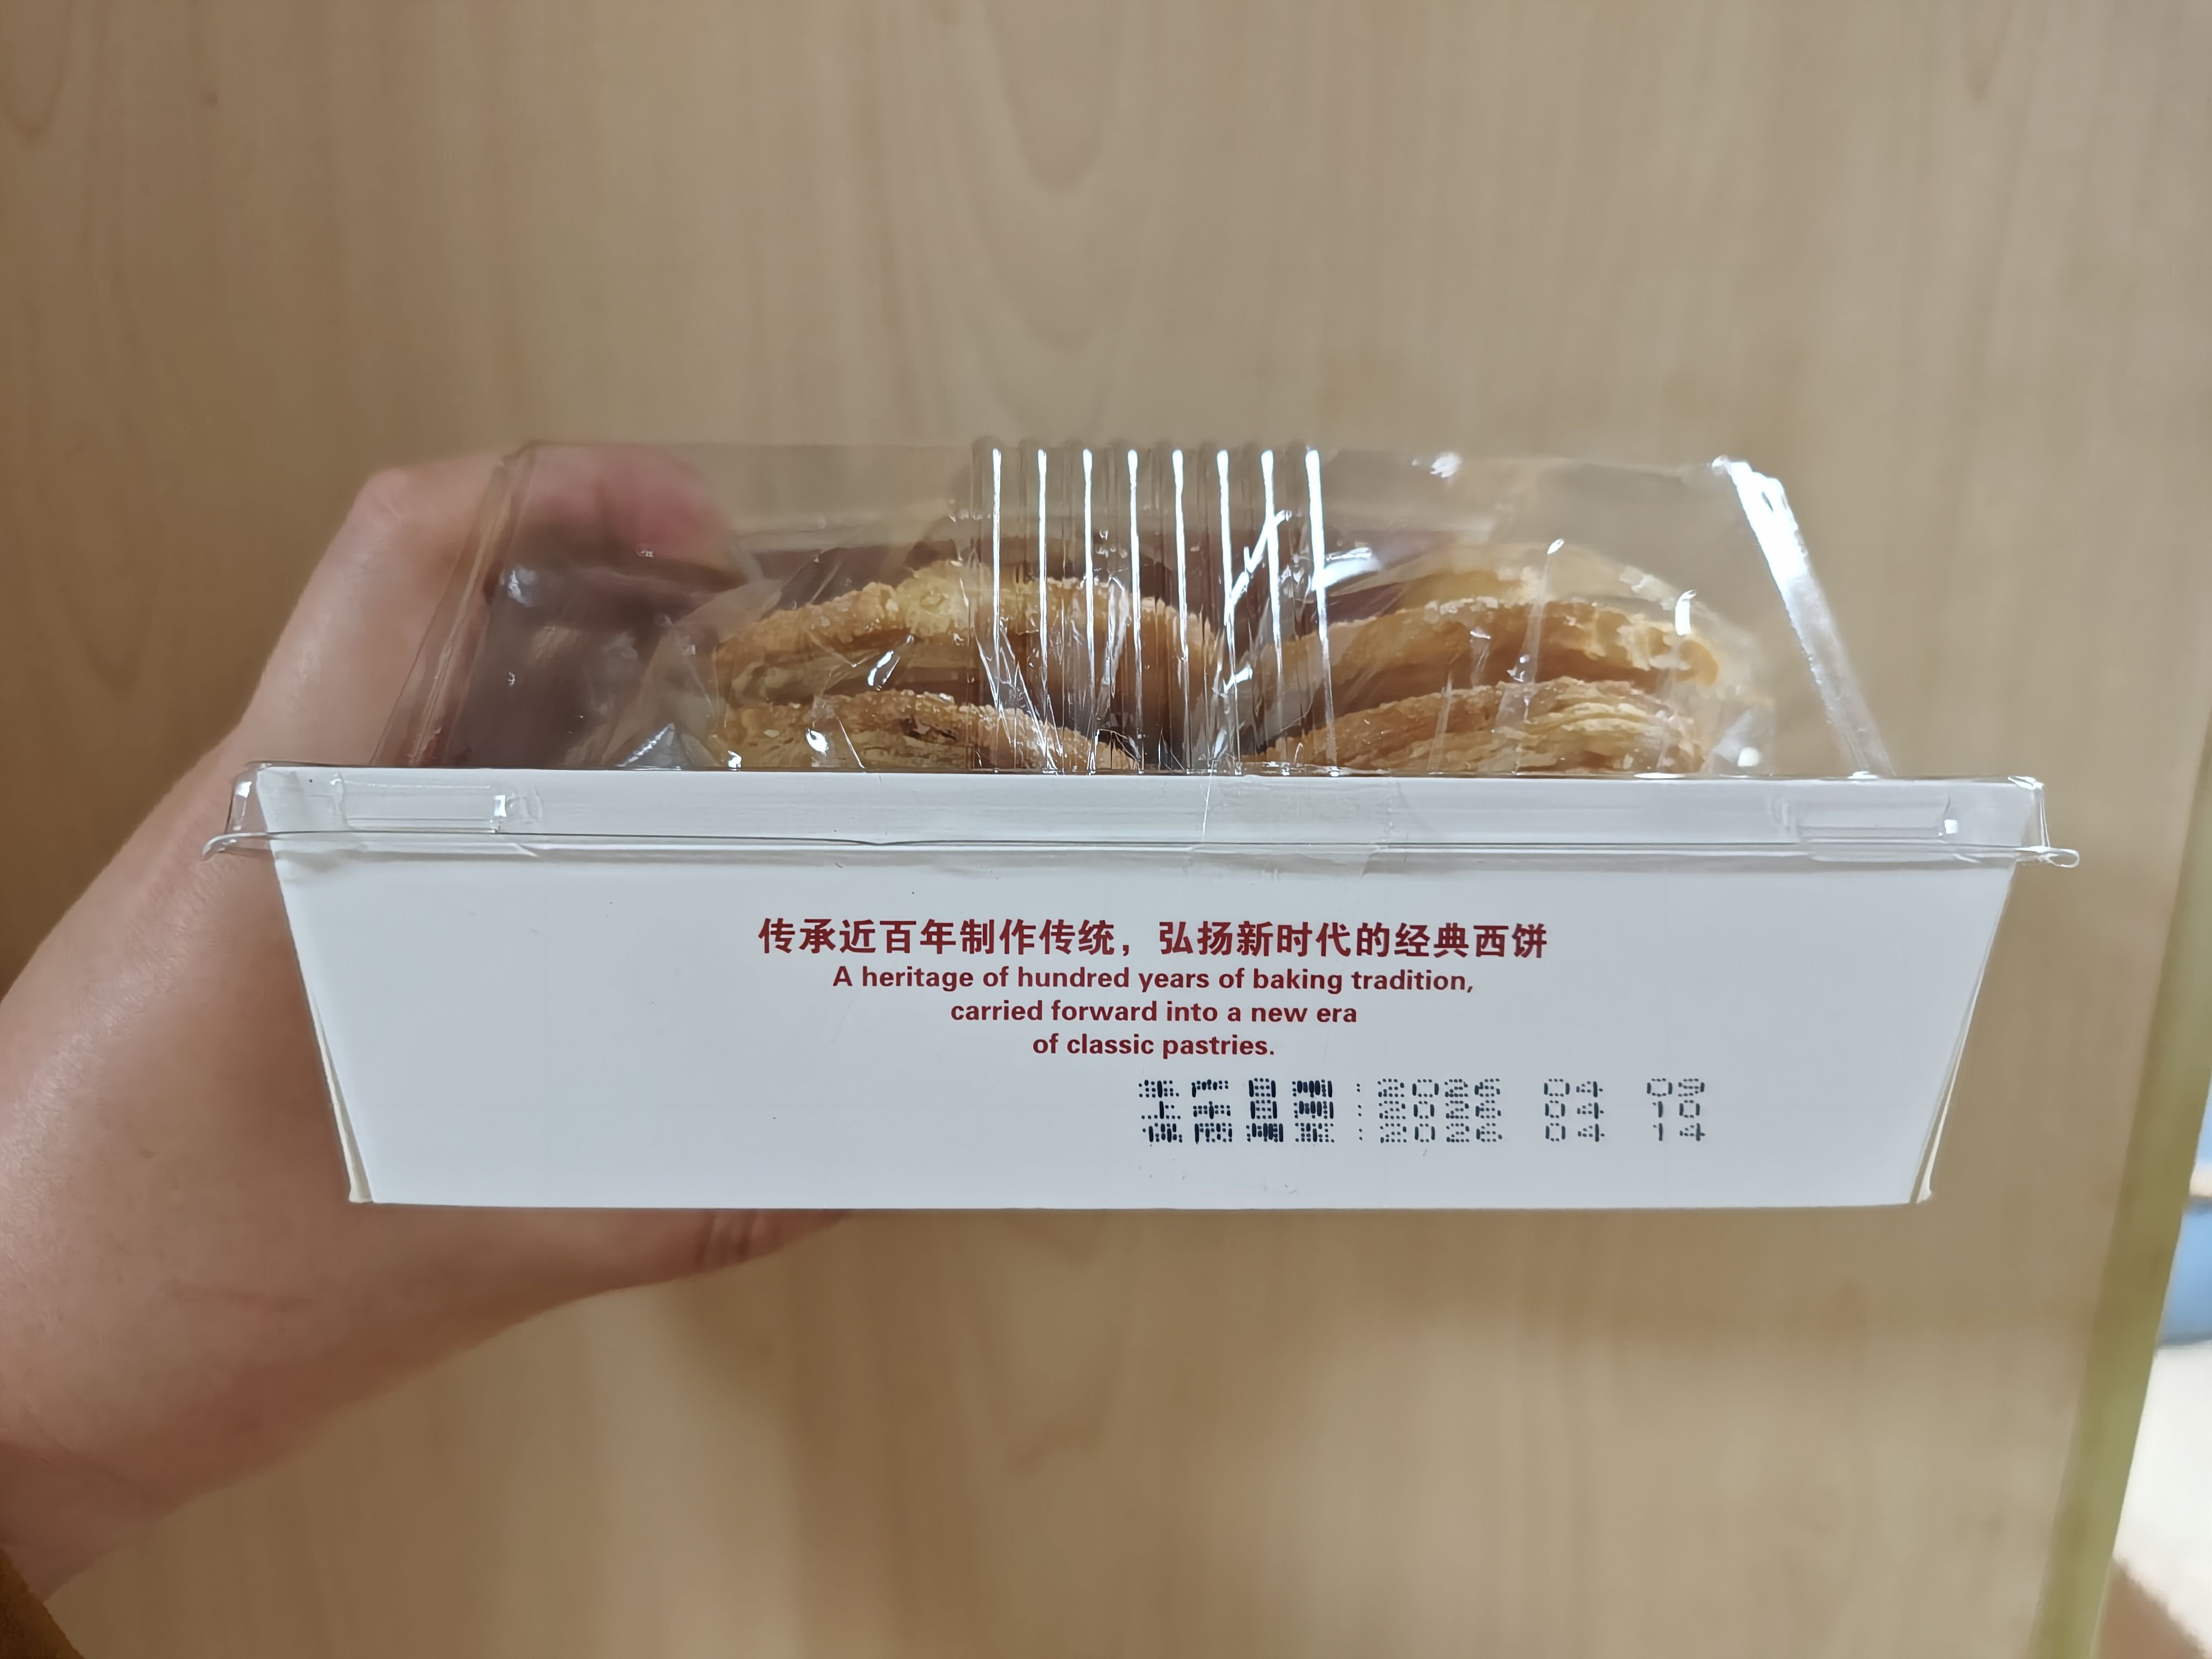 传承近百年制作传统，弘扬新时代的经典西饼
A heritage of hundred years of baking tradition,
carried forward into a new era
of classic pastries.
生产日期:2026 04 09
上市日期:2026 04 10
保质期至:2026 04 14